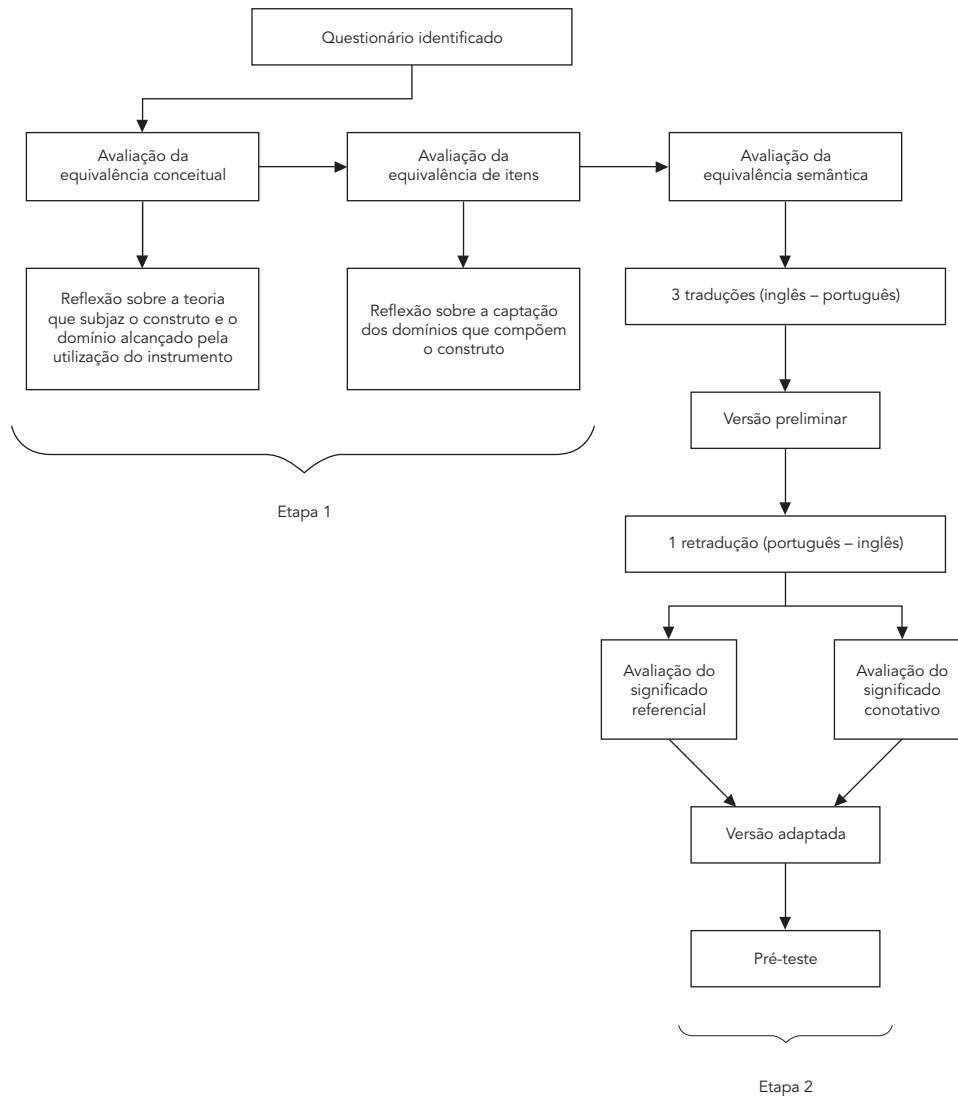 Questionário identificado
Avaliação da
equivalência conceitual
Avaliação da
equivalência de itens
Avaliação da
equivalência semântica
Reflexão sobre a teoria
que subjaz o construto e o
domínio alcançado pela
utilização do instrumento
Reflexão sobre a captação
dos domínios que compõem
o construto
3 traduções (inglês – português)
Versão preliminar
Etapa 1
1 retradução (português – inglês)
Avaliação do
significado
referencial
Avaliação do
significado
conotativo
Versão adaptada
Pré-teste
Etapa 2